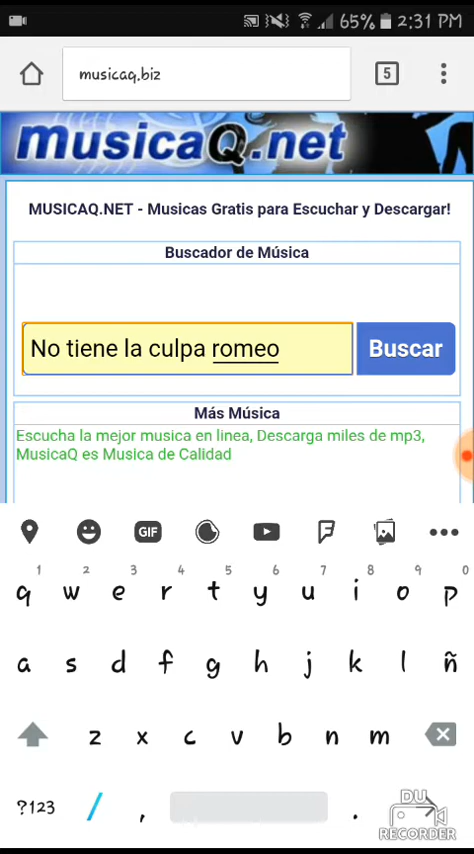 65% 2:31 PM
musicaq.biz
5
musicaQ.net
MUSICAQ.NET - Musicas Gratis para Escuchar y Descargar!
Buscador de Música
No tiene la culpa romeo
Buscar
Más Música
Escucha la mejor musica en linea, Descarga miles de mp3,
MusicaQ es Musica de Calidad
GIF
1 2 3 4 5 6 7 8 9 0
q w e r t y u i o p
a s d f g h j k l ñ
z x c v b n m
?123 / , .
DU
RECORDER